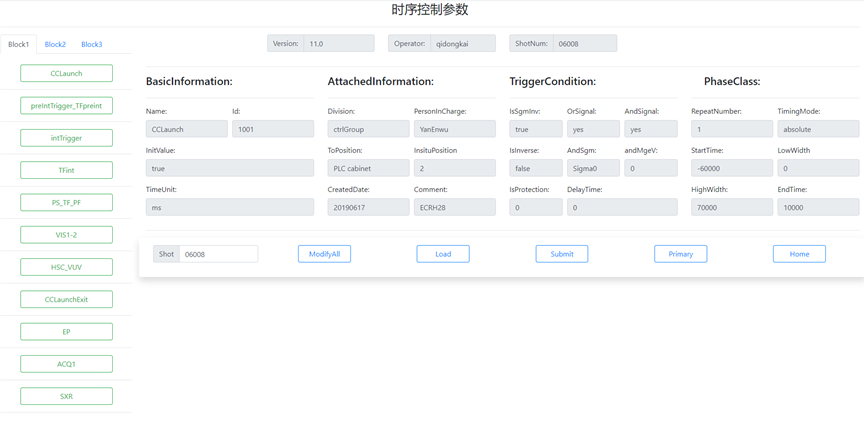 时序控制参数
Block1 Block2 Block3
Version: 11.0 Operator: qidongkai ShotNum: 06008
CCLaunch
preIntTrigger_TFpreint
intTrigger
TFint
PS_TF_PF
VIS1-2
HSC_VUV
CCLaunchExit
EP
ACQ1
SXR
BasicInformation: AttachedInformation: TriggerCondition: PhaseClass:
Name: Id: Division: PersonInCharge: IsSgmInv: OrSignal: AndSignal: RepeatNumber: TimingMode:
CCLaunch 1001 ctrlGroup YanEnwu true yes yes 1 absolute
InitValue: ToPosition: InsituPosition IsInverse: AndSgm: andMgeV: StartTime: LowWidth
true PLC cabinet 2 false Sigma0 0 -60000 0
TimeUnit: CreatedDate: Comment: IsProtection: DelayTime: HighWidth: EndTime:
ms 20190617 ECRH28 0 0 70000 10000
Shot 06008 ModifyAll Load Submit Primary Home